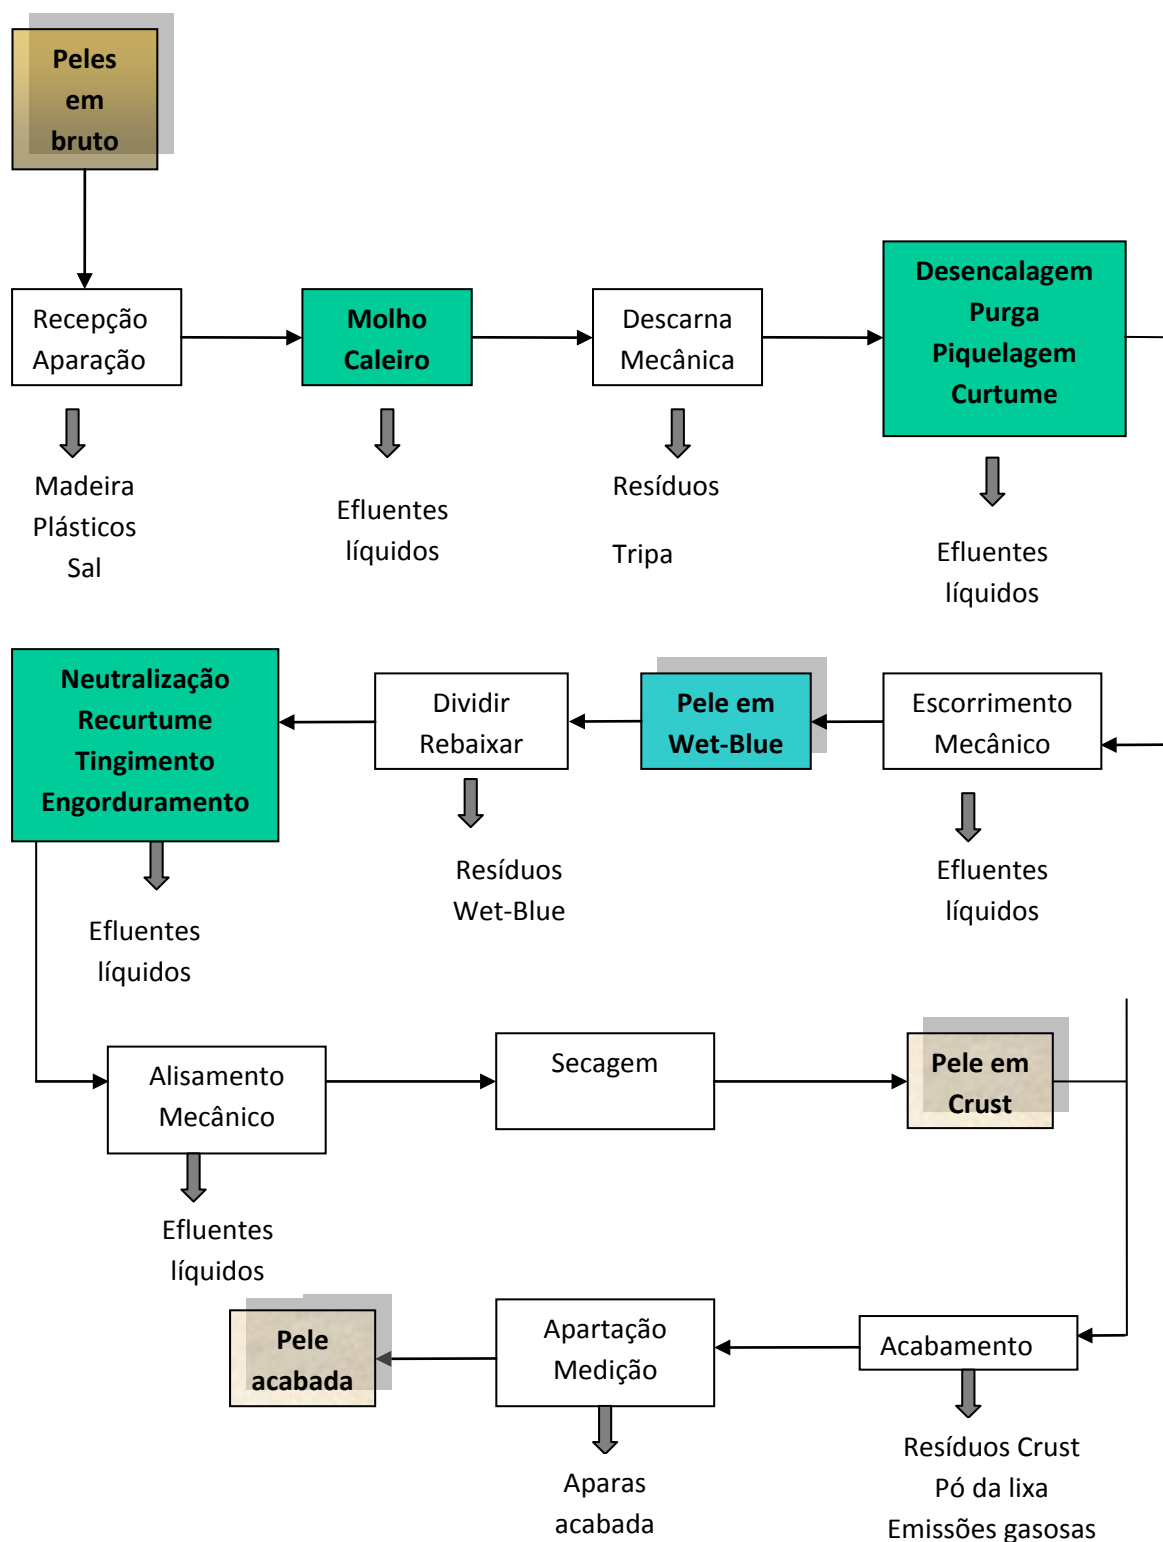 Peles
em
bruto
Recepção
Aparação
Molho
Caleiro
Descarna
Mecânica
Desencalagem
Purga
Piquelagem
Curtume
Madeira
Plásticos
Sal
Efluentes
líquidos
Resíduos
Tripa
Efluentes
líquidos
Neutralização
Recurtume
Tingimento
Engorduramento
Dividir
Rebaixar
Pele em
Wet-Blue
Escorrimento
Mecânico
Efluentes
líquidos
Resíduos
Wet-Blue
Efluentes
líquidos
Alisamento
Mecânico
Secagem
Pele em
Crust
Efluentes
líquidos
Pele
acabada
Apartação
Medição
Acabamento
Aparas
acabada
Resíduos Crust
Pó da lixa
Emissões gasosas